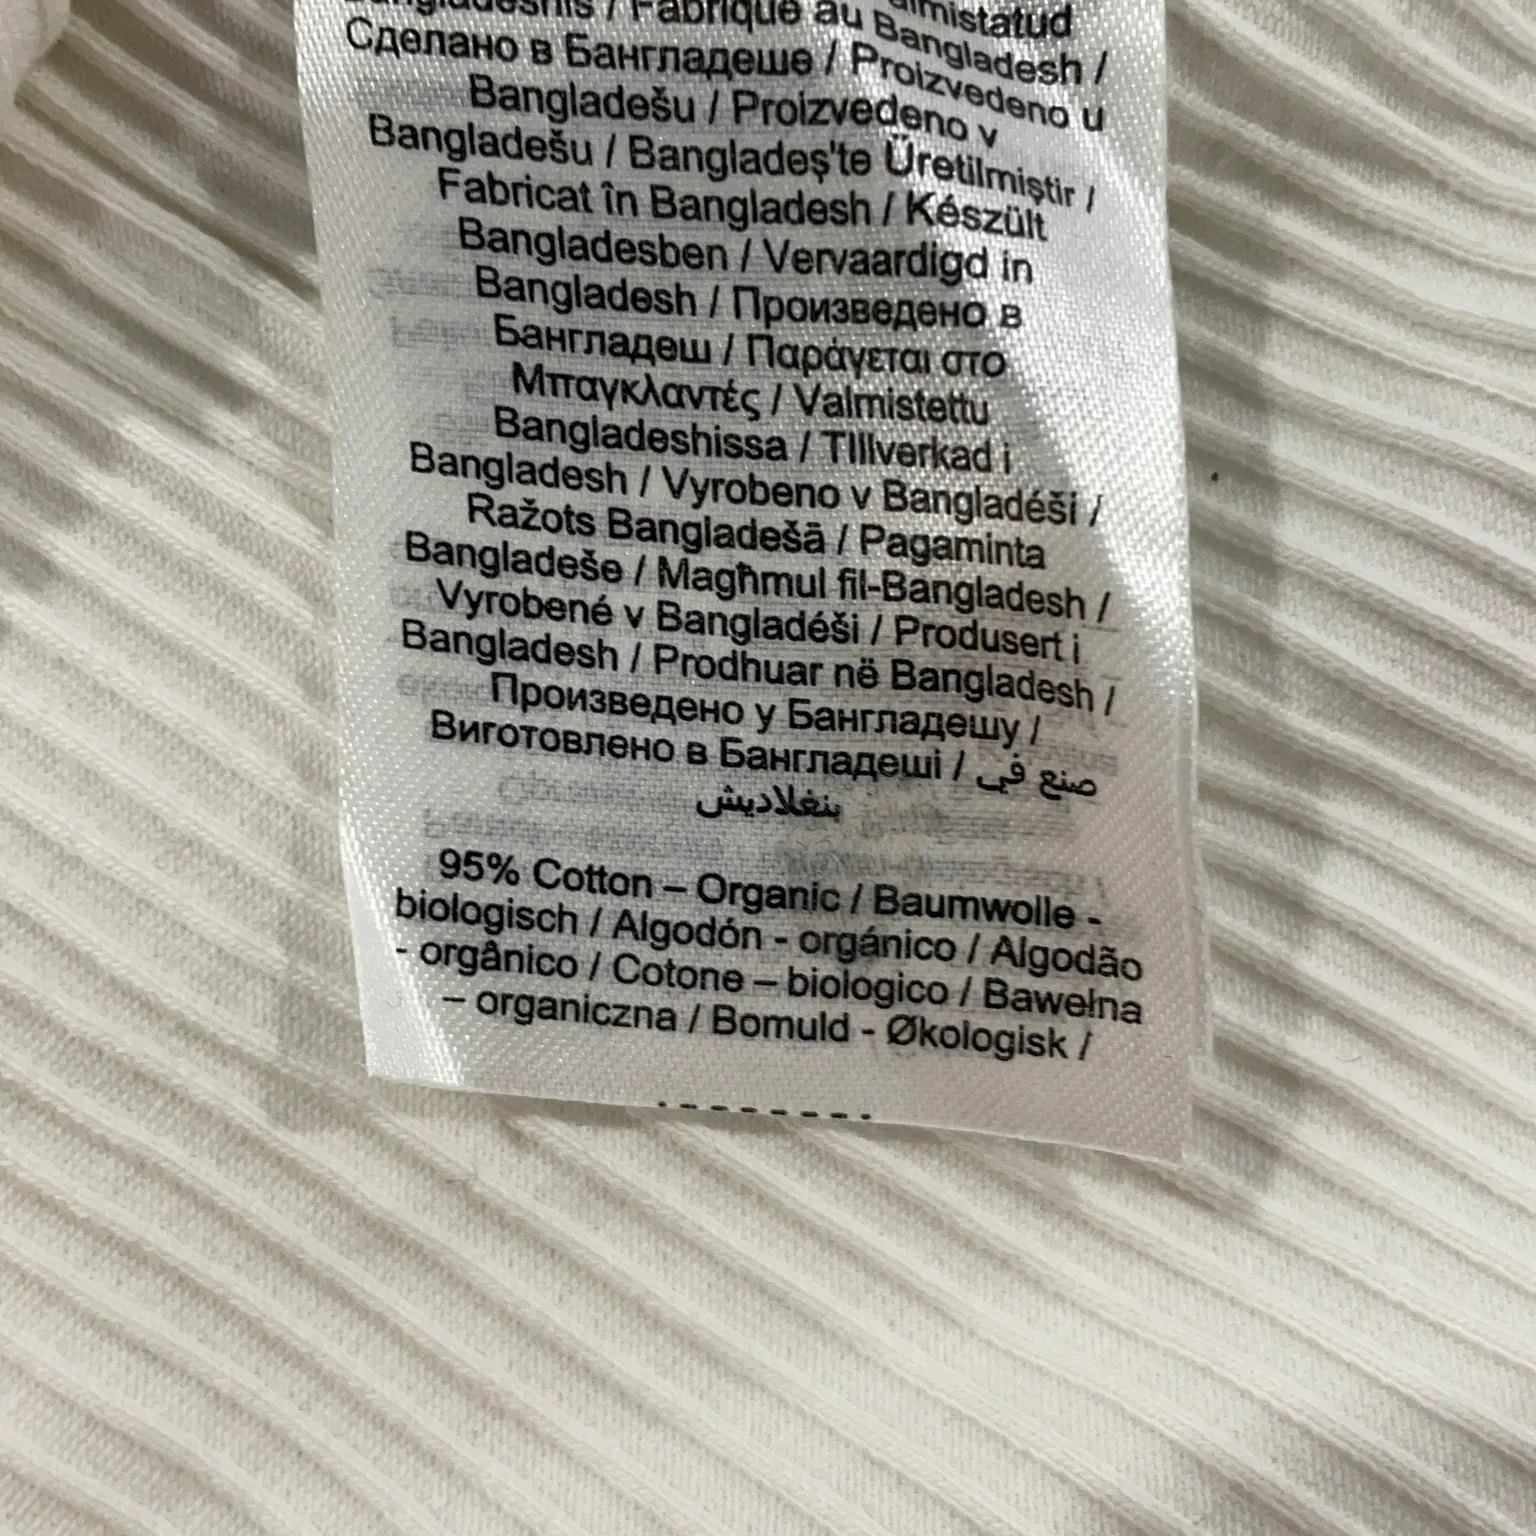 Bangladeshis / Fabriqué au
Valmistatud Bangladesh /
Сделано в Бангладеше / Proizvedeno u
Bangladešu / Proizvedeno v
Bangladešu / Bangladeş'te Üretilmiştir /
Fabricat în Bangladesh / Készült
Bangladesben / Vervaardigd in
Bangladesh / Произведено в
Бангладеш / Παράγεται στο
Μπαγκλαντές / Valmistettu
Bangladeshissa / Tillverkad i
Bangladesh / Vyrobeno v Bangladéši /
Ražots Bangladešā / Pagaminta
Bangladeše / Magħmul fil-Bangladesh /
Vyrobené v Bangladéši / Produsert i
Bangladesh / Prodhuar në Bangladesh /
Произведено у Бангладешу /
Виготовлено в Бангладеші / صنع في
بنغلاديش
95% Cotton – Organic / Baumwolle -
biologisch / Algodón - orgánico / Algodão
- orgânico / Cotone – biologico / Bawełna
– organiczna / Bomuld - Økologisk /